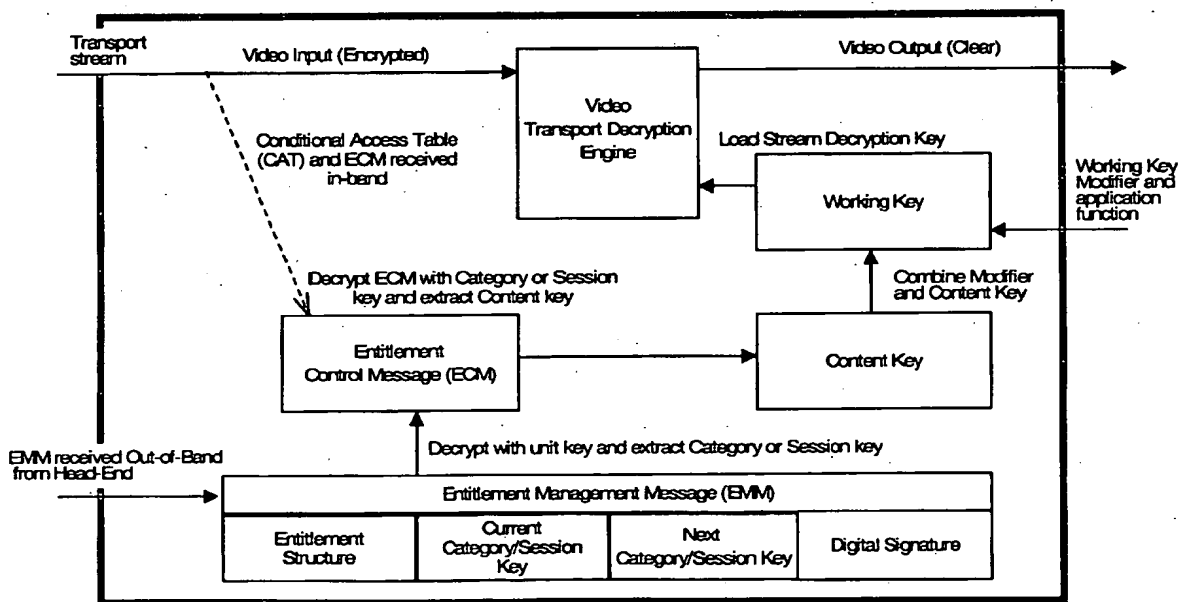 Transport
stream
Video Input (Encrypted)
Video Output (Clear)
Video
Transport Decryption
Engine
Conditional Access Table
(CAT) and ECM received
in-band
Load Stream Decryption Key
Working Key
Working Key
Modifier and
application
function
Decrypt ECM with Category or Session
key and extract Content key
Combine Modifier
and Content Key
Entitlement
Control Message (ECM)
Content Key
EMM received Out-of-Band
from Head-End
Decrypt with unit key and extract Category or Session key
Entitlement Management Message (EMM)
Entitlement
Structure
Current
Category/Session
Key
Next
Category/Session Key
Digital Signature